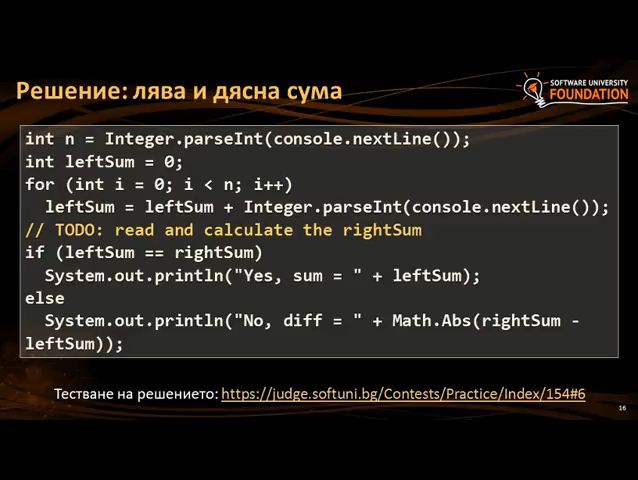 Решение: лява и дясна сума
SOFTWARE UNIVERSITY
FOUNDATION
int n = Integer.parseInt(console.nextLine());
int leftSum = 0;
for (int i = 0; i < n; i++)
leftSum = leftSum + Integer.parseInt(console.nextLine());
// TODO: read and calculate the rightSum
if (leftSum == rightSum)
System.out.println("Yes, sum = " + leftSum);
else
System.out.println("No, diff = " + Math.Abs(rightSum -
leftSum));
Тестване на решението: https://judge.softuni.bg/Contests/Practice/Index/154#6
16